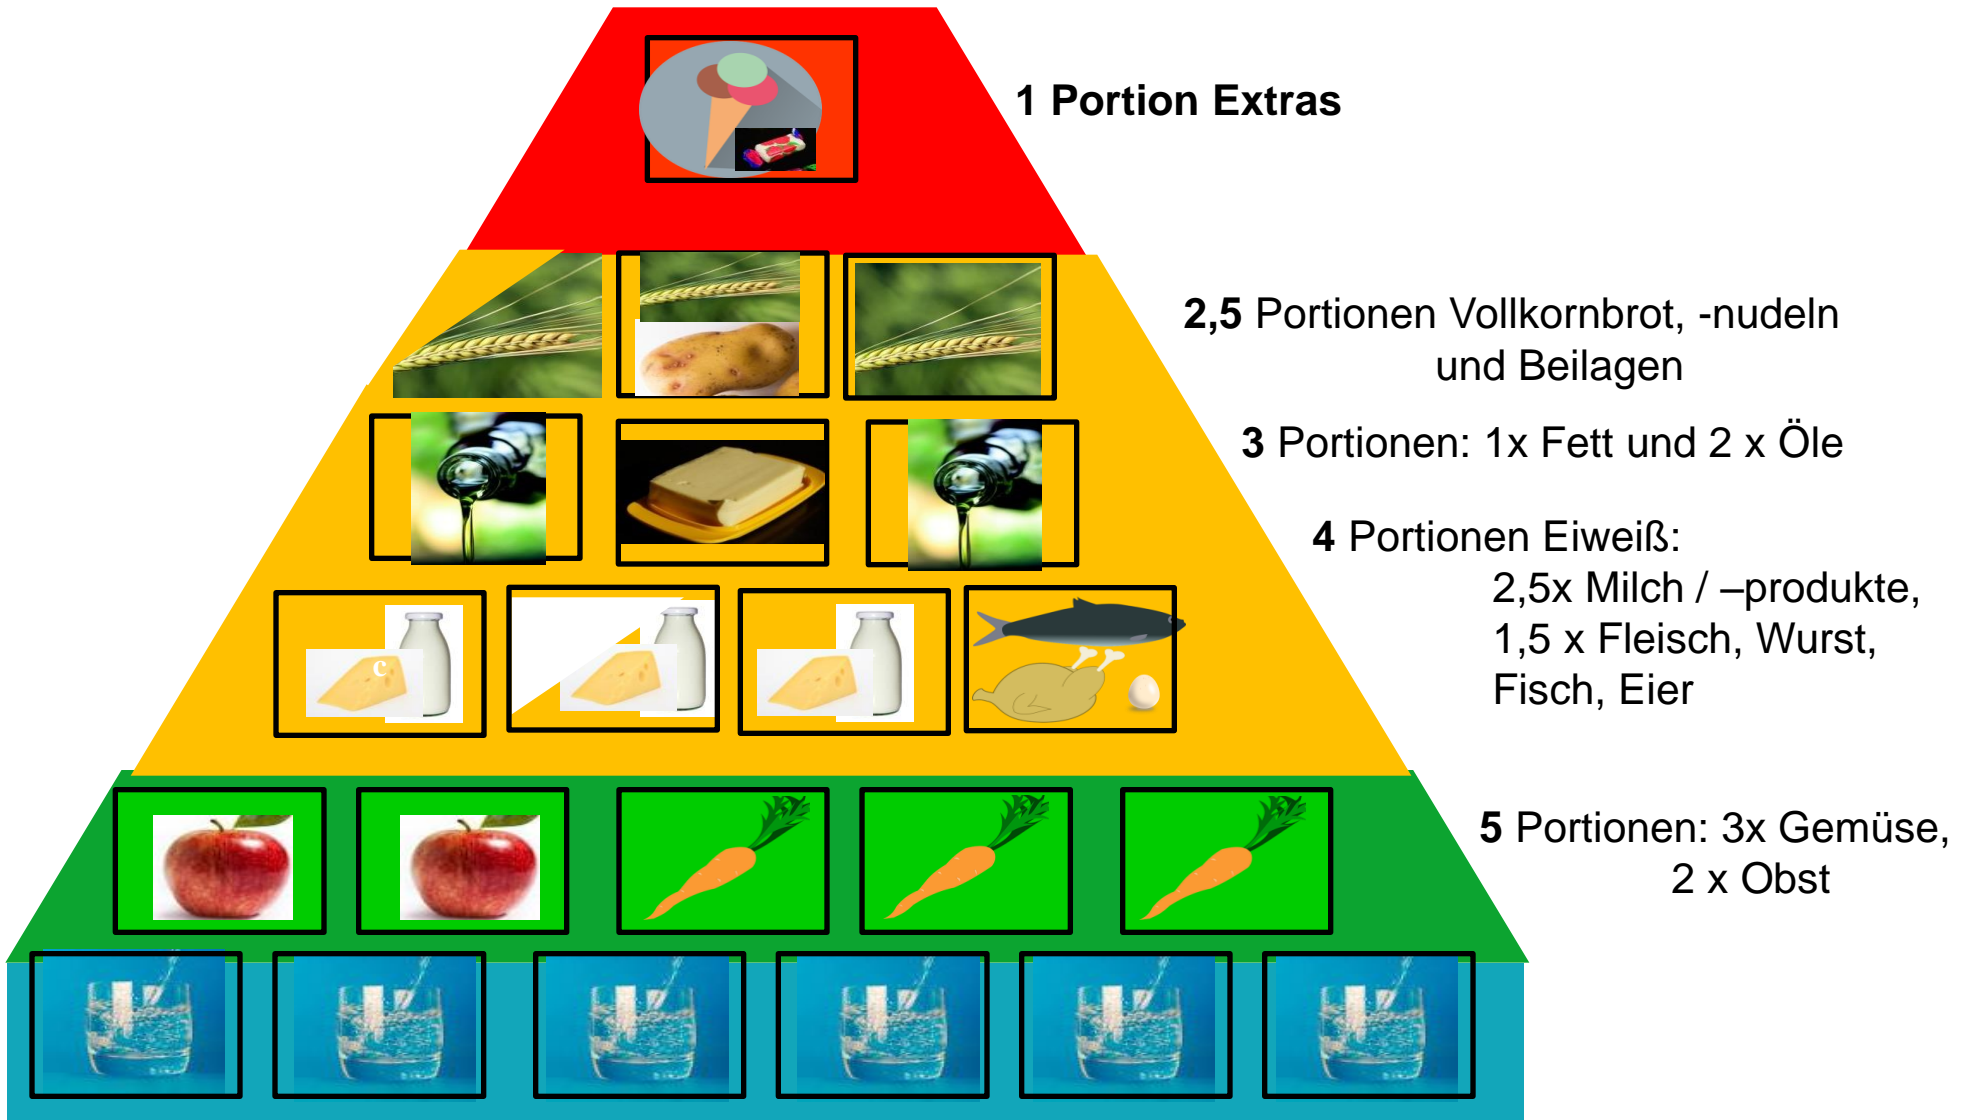 1 Portion Extras
2,5 Portionen Vollkornbrot, -nudeln
und Beilagen
3 Portionen: 1x Fett und 2 x Öle
4 Portionen Eiweiß:
2,5x Milch / –produkte,
1,5 x Fleisch, Wurst,
Fisch, Eier
c
5 Portionen: 3x Gemüse,
2 x Obst